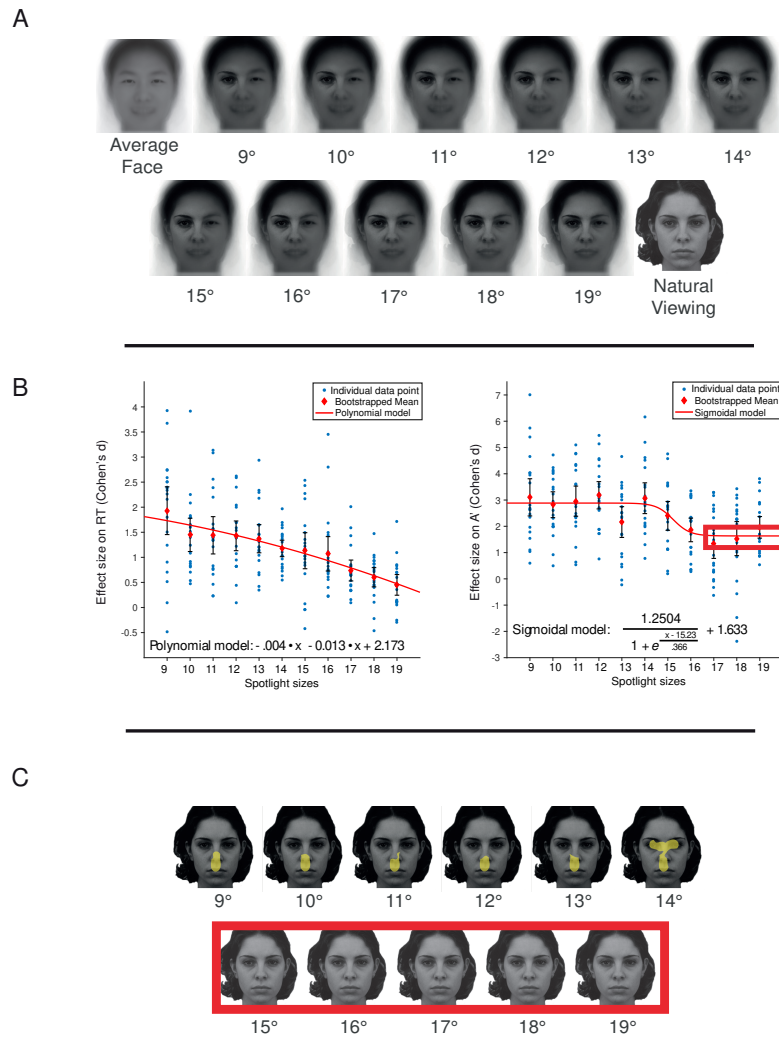 A
Average
Face
9°
10°
11°
12°
13°
14°
15°
16°
17°
18°
19°
Natural
Viewing
B
Individual data point
Bootstrapped Mean
Polynomial model
Effect size on RT (Cohen's d)
4
3.5
3
2.5
2
1.5
1
0.5
0
-0.5
Polynomial model: - .004 • x - 0.013 • x + 2.173
9 10 11 12 13 14 15 16 17 18 19
Spotlight sizes
Individual data point
Bootstrapped Mean
Sigmoidal model
Effect size on A' (Cohen's d)
7
6
5
4
3
2
1
0
-1
-2
-3
Sigmoidal model:
1.2504
1 + e
x - 15.23
.366
+ 1.633
9 10 11 12 13 14 15 16 17 18 19
Spotlight sizes
C
9°
10°
11°
12°
13°
14°
15°
16°
17°
18°
19°